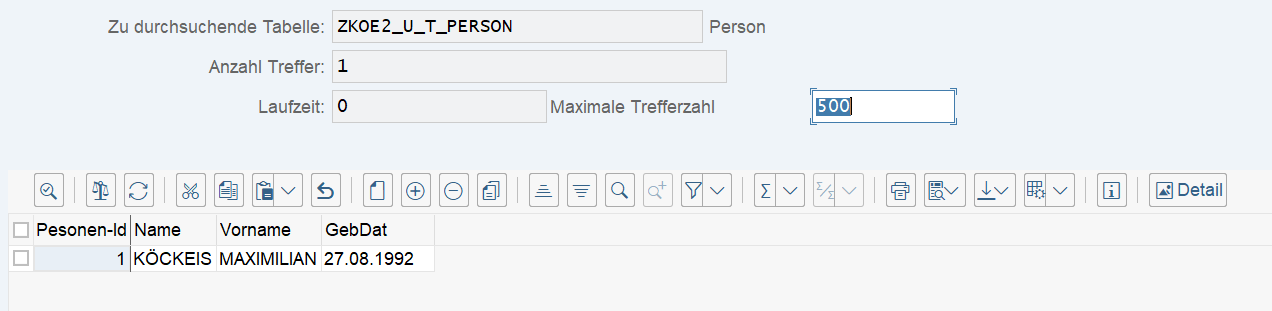 Zu durchsuchende Tabelle: ZKOE2_U_T_PERSON Person
Anzahl Treffer: 1
Laufzeit: 0 Maximale Trefferzahl 500
Detail
Pesonen-Id Name Vorname GebDat
1 KÖCKEIS MAXIMILIAN 27.08.1992